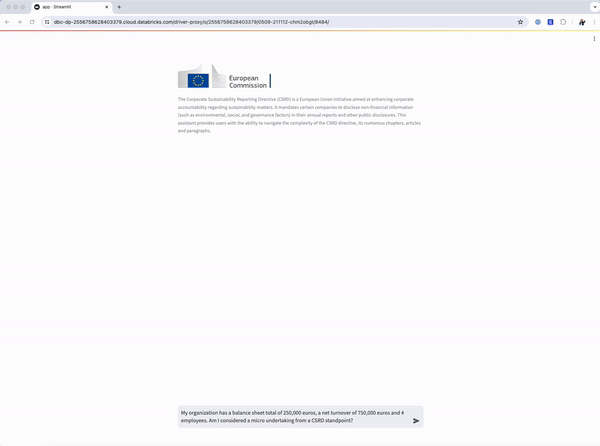 app · Streamlit
dbc-dp-2556758628403379.cloud.databricks.com/driver-proxy/o/2556758628403379/0509-211112-chm2obgt/8484/
European
Commission
The Corporate Sustainability Reporting Directive (CSRD) is a European Union initiative aimed at enhancing corporate
accountability regarding sustainability matters. It mandates certain companies to disclose non financial information
(such as environmental, social, and governance factors) in their annual reports and other public disclosures. This
assistant provides users with the ability to navigate the complexity of the CSRD directive, its numerous chapters, articles
and paragraphs.
My organization has a balance sheet total of 250,000 euros, a net turnover of 750,000 euros and 4
employees. Am I considered a micro undertaking from a CSRD standpoint?